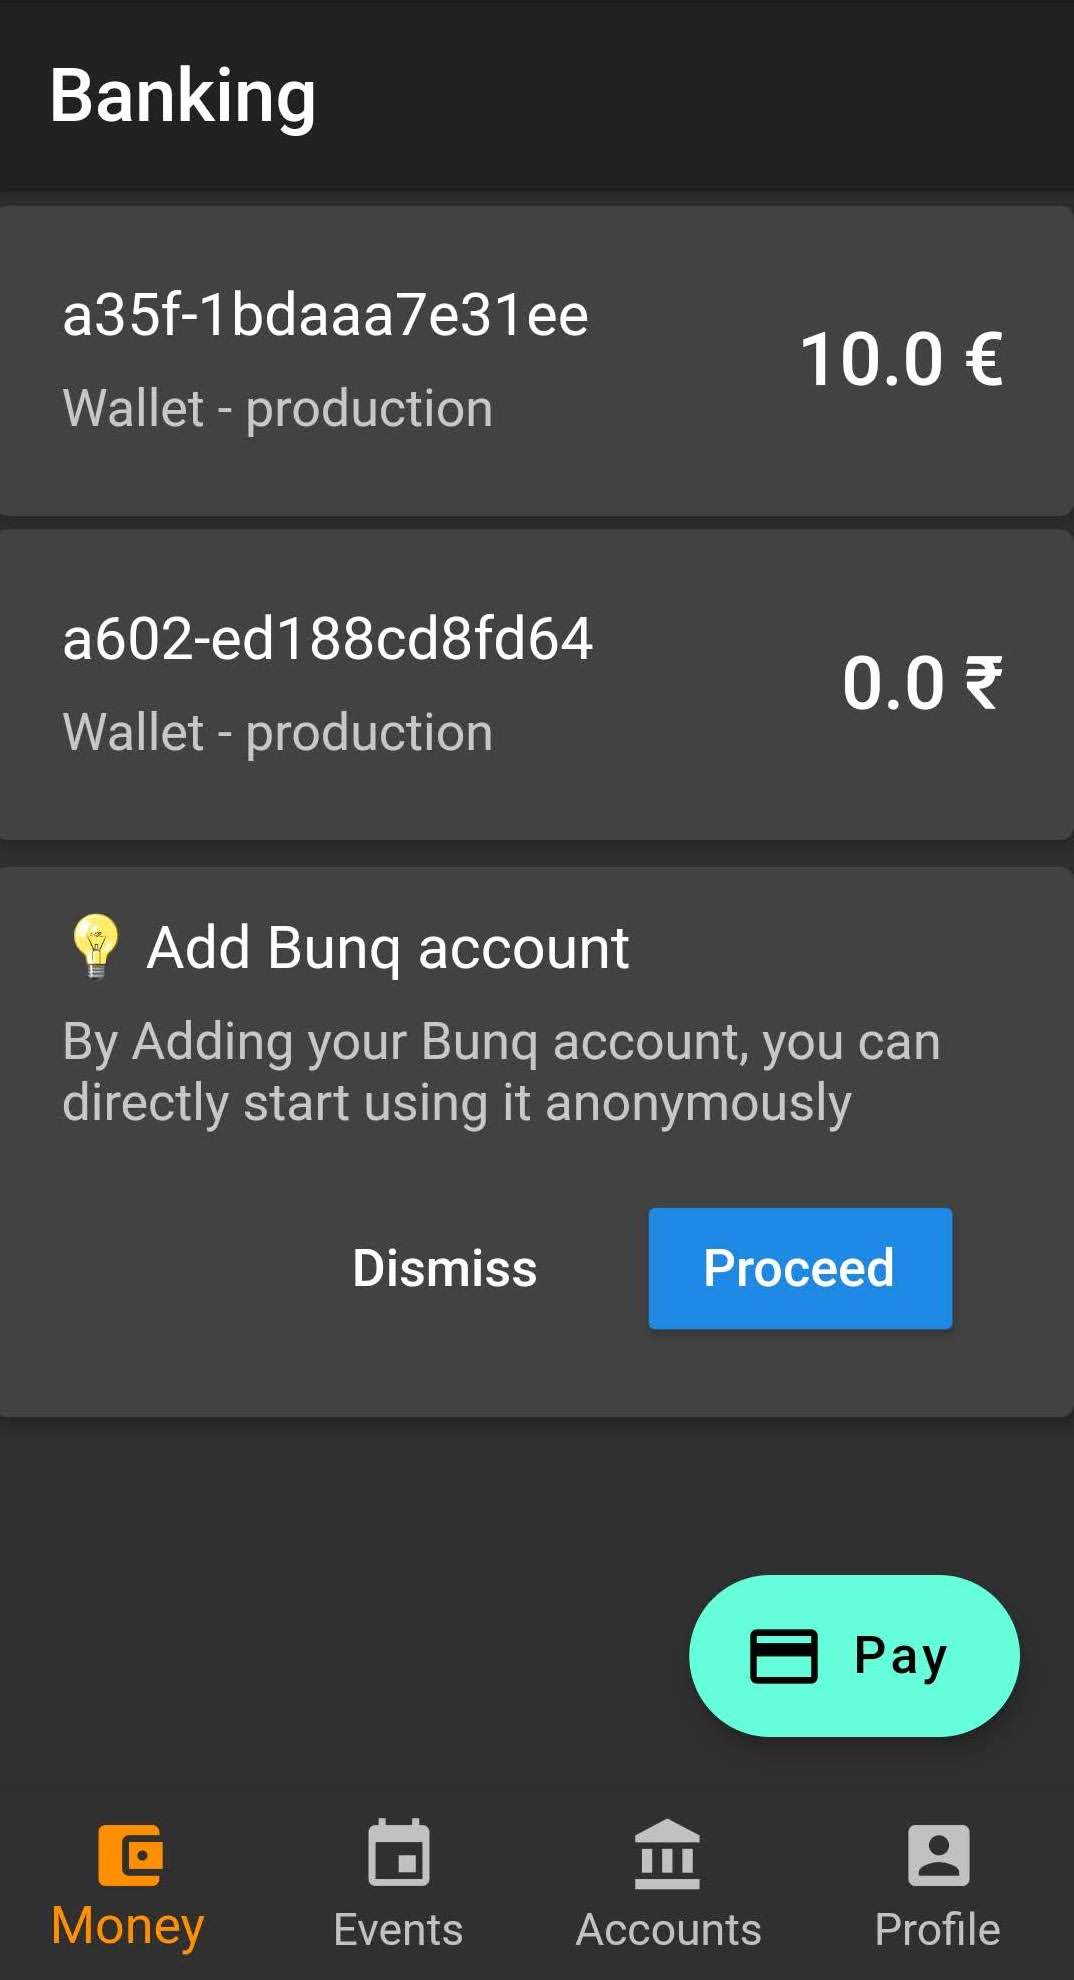 Banking
a35f-1bdaaa7e31ee
10.0 €
Wallet - production
a602-ed188cd8fd64
0.0 ₹
Wallet - production
💡 Add Bunq account
By Adding your Bunq account, you can
directly start using it anonymously
Dismiss
Proceed
Pay
Money
Events
Accounts
Profile